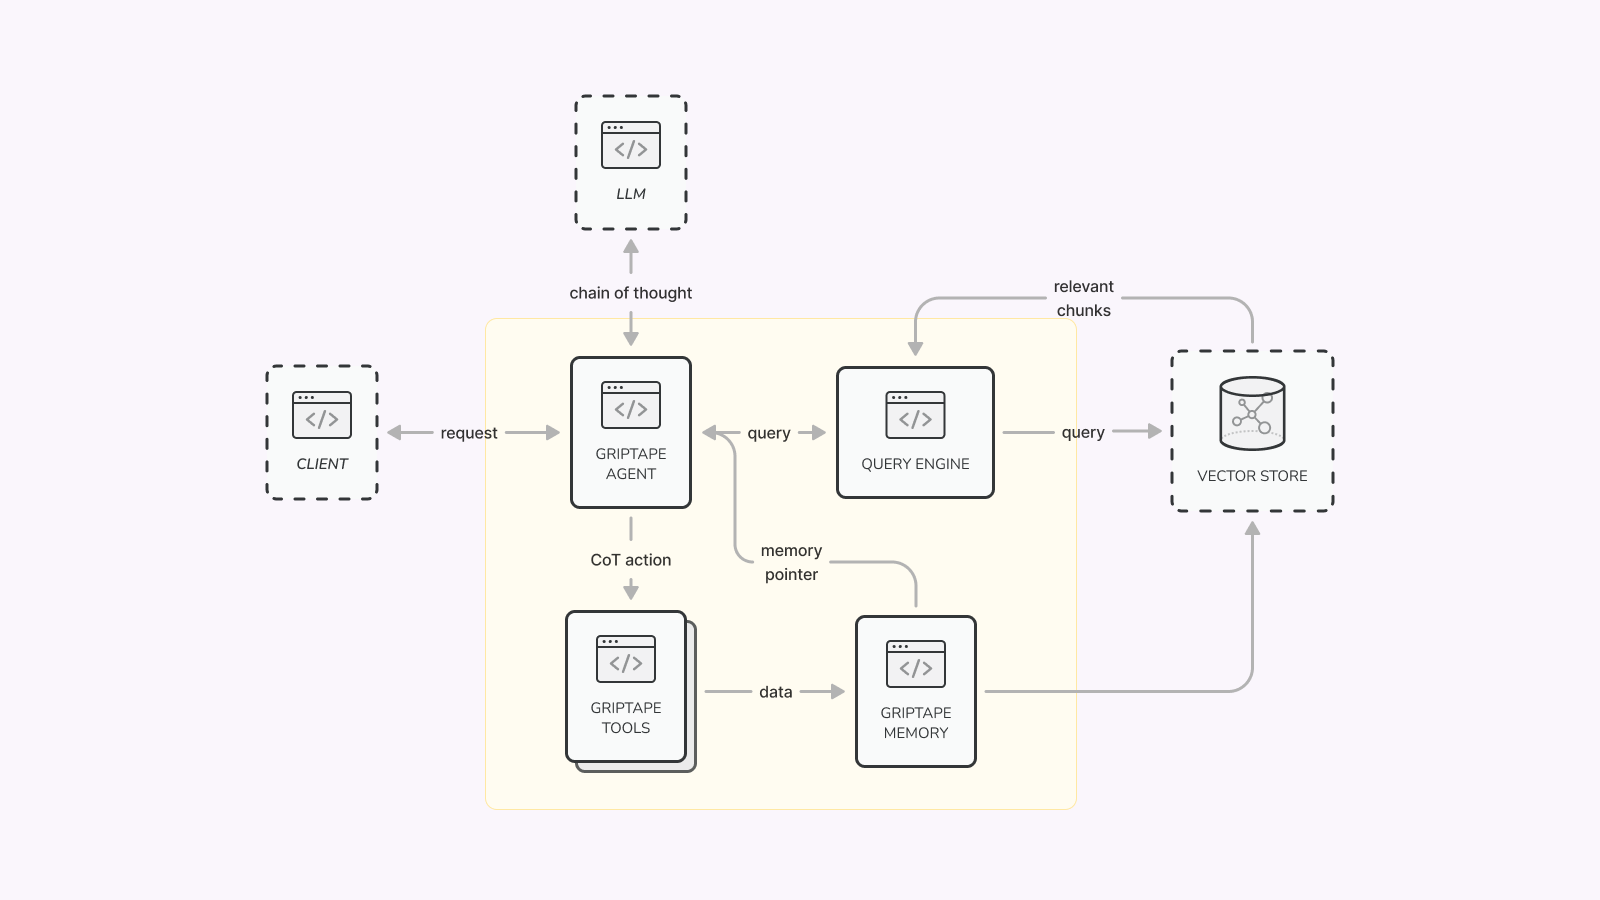 LLM
chain of thought
relevant
chunks
CLIENT
request
GRIPTAPE
AGENT
query
QUERY ENGINE
query
VECTOR STORE
CoT action
memory
pointer
GRIPTAPE
TOOLS
data
GRIPTAPE
MEMORY